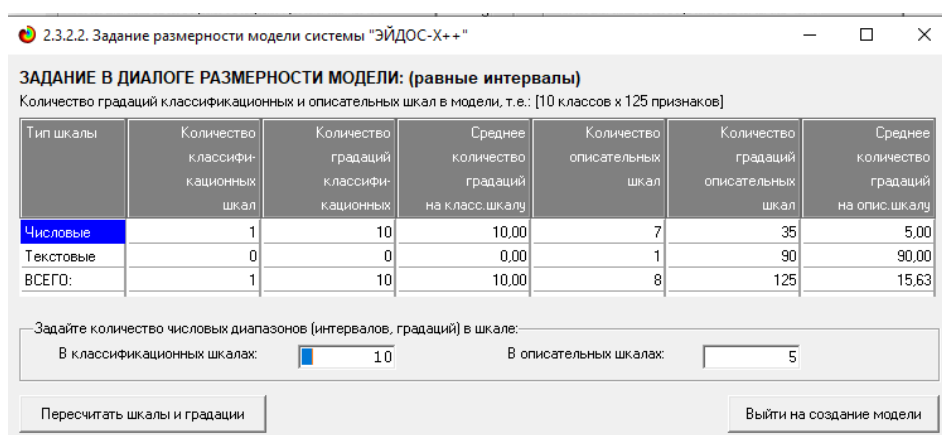 2.3.2.2. Задание размерности модели системы "ЭЙДОС-X++"
ЗАДАНИЕ В ДИАЛОГЕ РАЗМЕРНОСТИ МОДЕЛИ: (равные интервалы)
Количество градаций классификационных и описательных шкал в модели, т.е.: [10 классов x 125 признаков]
Тип шкалы Количество Количество Среднее Количество Количество Среднее
классифи- градаций количество описательных градаций количество
кационных классифи- градаций шкал описательных градаций
шкал кационных на класс.шкалу шкал на опис.шкалу
Числовые 1 10 10,00 7 35 5,00
Текстовые 0 0 0,00 1 90 90,00
ВСЕГО: 1 10 10,00 8 125 15,63
Задайте количество числовых диапазонов (интервалов, градаций) в шкале:
В классификационных шкалах: 10 В описательных шкалах: 5
Пересчитать шкалы и градации Выйти на создание модели